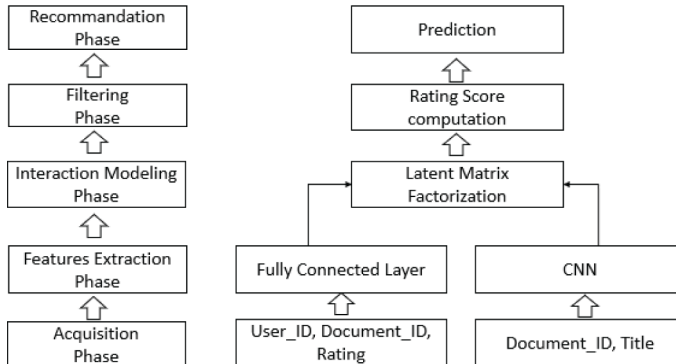 Recommandation
Phase
Prediction
Filtering
Phase
Rating Score
computation
Interaction Modeling
Phase
Latent Matrix
Factorization
Features Extraction
Phase
Fully Connected Layer
CNN
Acquisition
Phase
User_ID, Document_ID,
Rating
Document_ID, Title